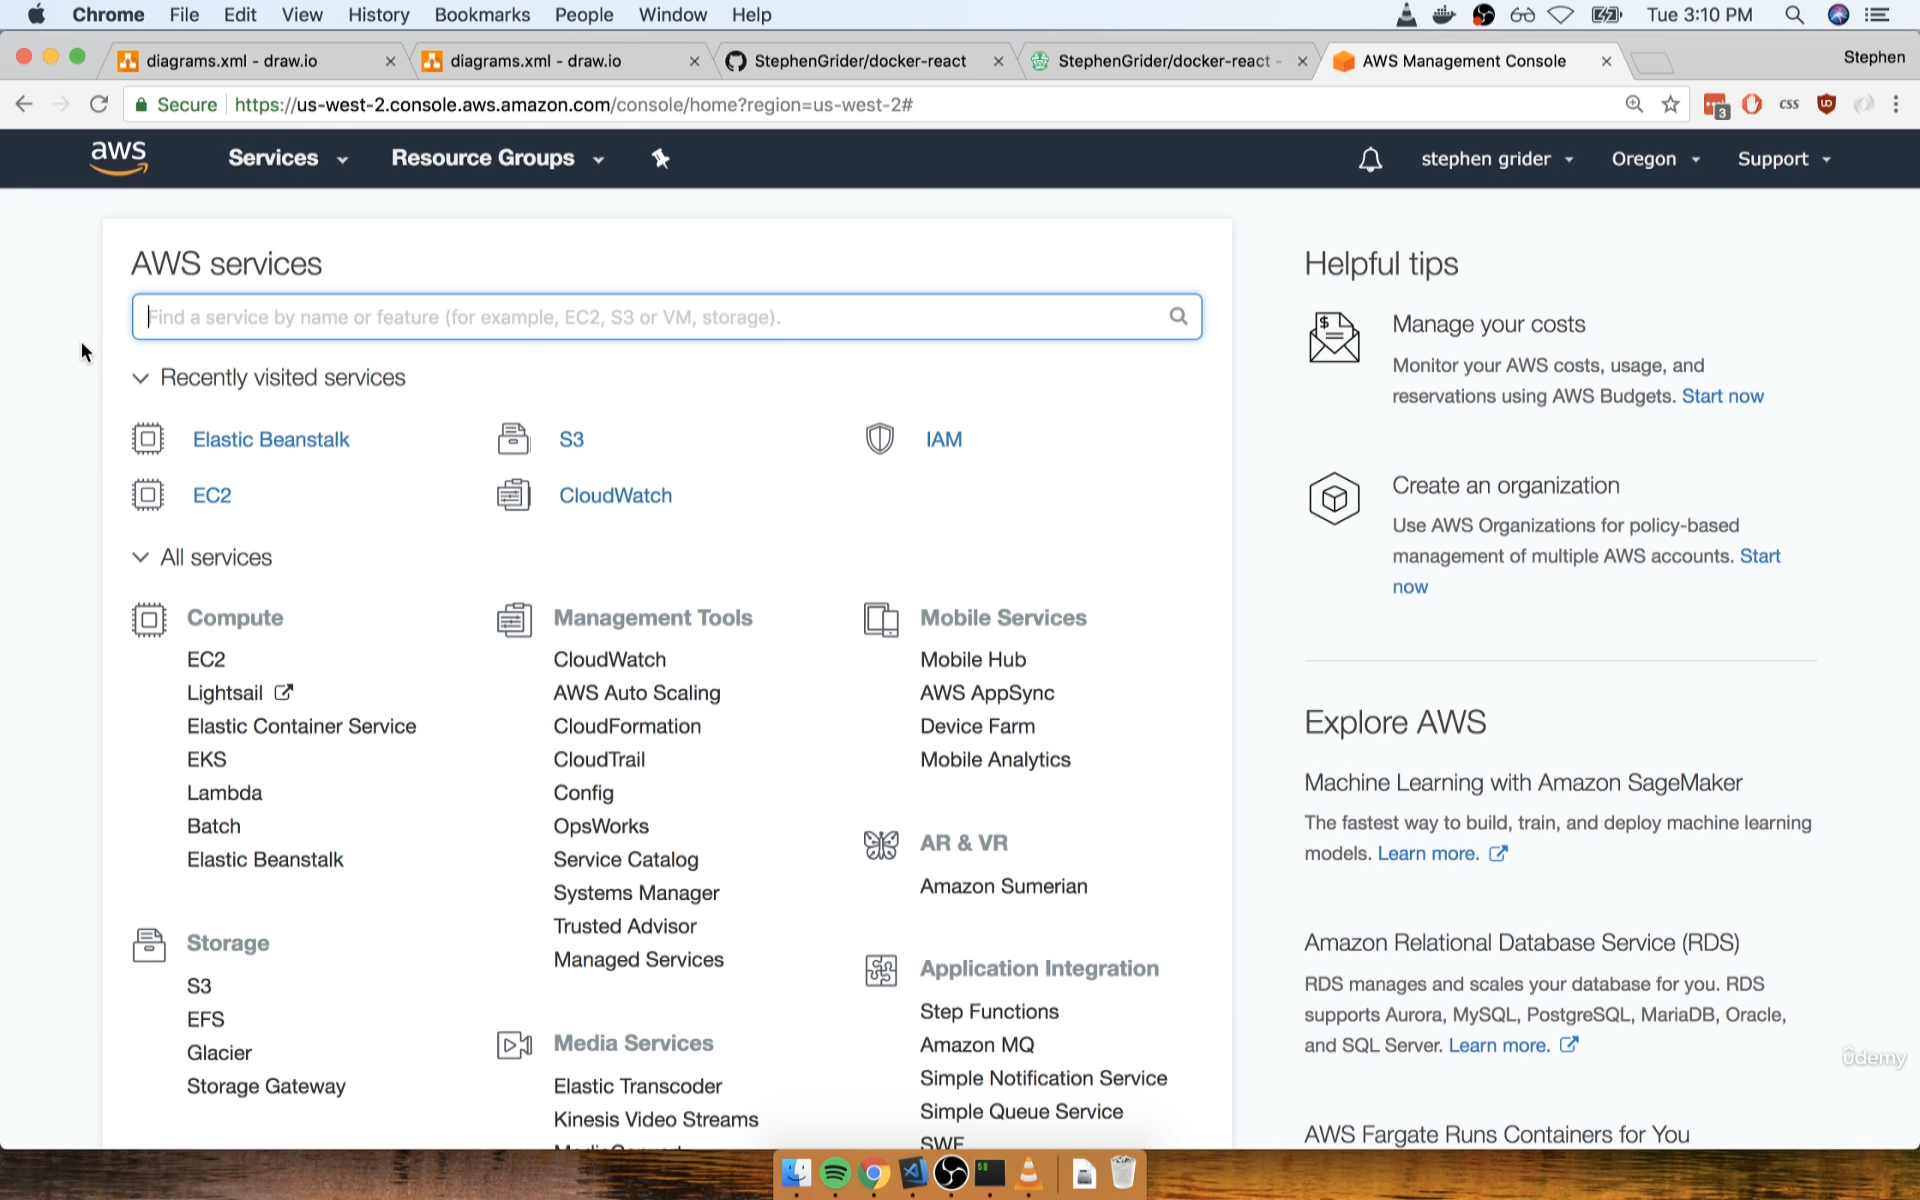 Chrome File Edit View History Bookmarks People Window Help Tue 3:10 PM
diagrams.xml - draw.io diagrams.xml - draw.io StephenGrider/docker-react StephenGrider/docker-react - AWS Management Console Stephen
Secure https://us-west-2.console.aws.amazon.com/console/home?region=us-west-2# 3 CSS
aws Services Resource Groups stephen grider Oregon Support
AWS services
Find a service by name or feature (for example, EC2, S3 or VM, storage).
Recently visited services
Elastic Beanstalk S3 IAM
EC2 CloudWatch
All services
Compute
EC2
Lightsail
Elastic Container Service
EKS
Lambda
Batch
Elastic Beanstalk
Storage
S3
EFS
Glacier
Storage Gateway
Management Tools
CloudWatch
AWS Auto Scaling
CloudFormation
CloudTrail
Config
OpsWorks
Service Catalog
Systems Manager
Trusted Advisor
Managed Services
Media Services
Elastic Transcoder
Kinesis Video Streams
Mobile Services
Mobile Hub
AWS AppSync
Device Farm
Mobile Analytics
AR & VR
Amazon Sumerian
Application Integration
Step Functions
Amazon MQ
Simple Notification Service
Simple Queue Service
SWF
Helpful tips
Manage your costs
Monitor your AWS costs, usage, and
reservations using AWS Budgets. Start now
Create an organization
Use AWS Organizations for policy-based
management of multiple AWS accounts. Start
now
Explore AWS
Machine Learning with Amazon SageMaker
The fastest way to build, train, and deploy machine learning
models. Learn more.
Amazon Relational Database Service (RDS)
RDS manages and scales your database for you. RDS
supports Aurora, MySQL, PostgreSQL, MariaDB, Oracle,
and SQL Server. Learn more.
AWS Fargate Runs Containers for You
ûdemy